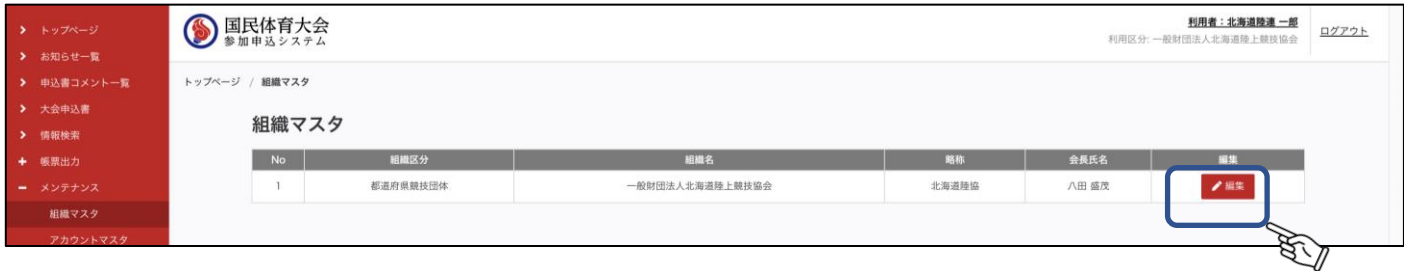 トップページ
お知らせ一覧
申込書コメント一覧
大会申込書
情報検索
帳票出力
メンテナンス
組織マスタ
アカウントマスタ
国民体育大会
参加申込システム
利用者：北海道陸連 一郎
利用区分: 一般財団法人北海道陸上競技協会
ログアウト
トップページ / 組織マスタ
組織マスタ
No 組織区分 組織名 略称 会長氏名 編集
1 都道府県競技団体 一般財団法人北海道陸上競技協会 北海道陸協 八田 盛茂 編集